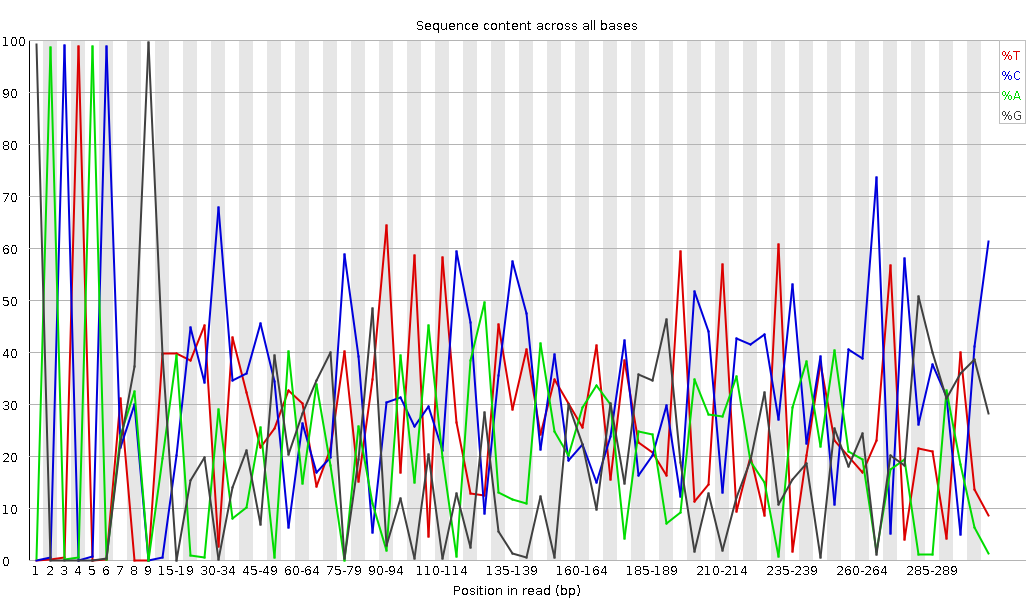 Sequence content across all bases
%T
%C
%A
%G
100
90
80
70
60
50
40
30
20
10
0
1 2 3 4 5 6 7 8 9 15-19 30-34 45-49 60-64 75-79 90-94 110-114 135-139 160-164 185-189 210-214 235-239 260-264 285-289
Position in read (bp)